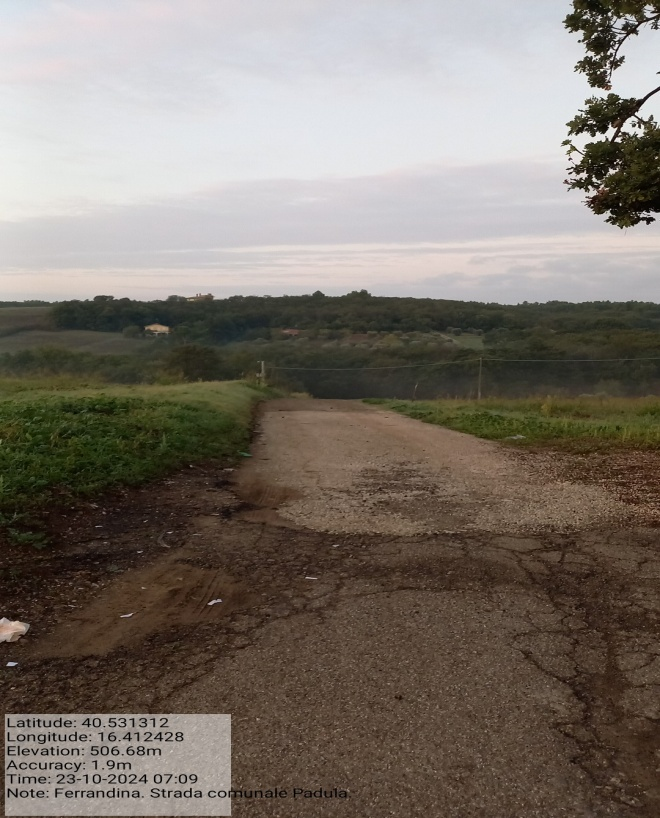 Latitude: 40.531312
Longitude: 16.412428
Elevation: 506.68m
Accuracy: 1.9m
Time: 23-10-2024 07:09
Note: Ferrandina. Strada comunale Padula.